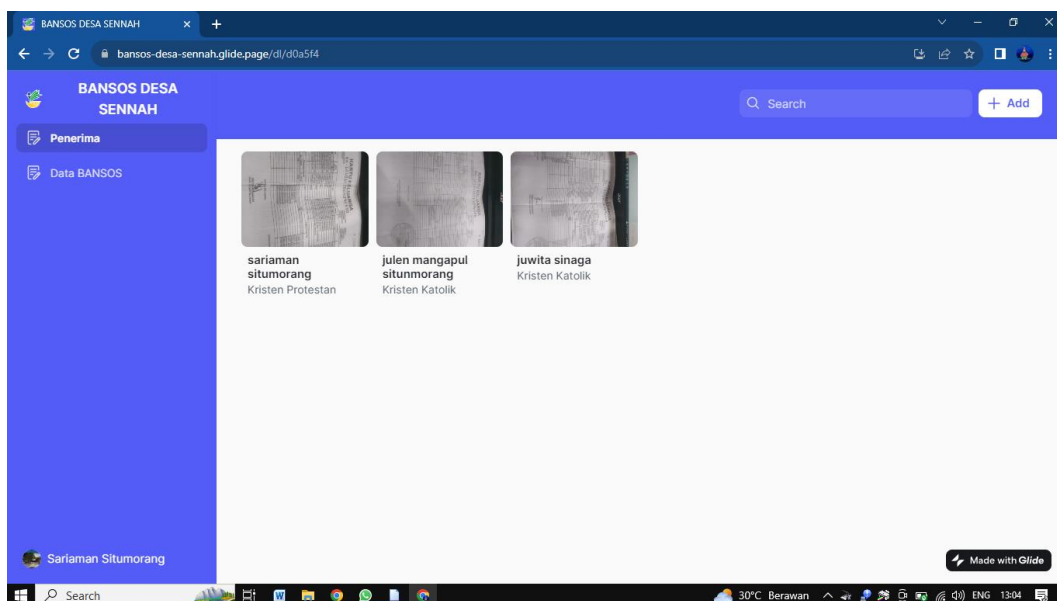 BANSOS DESA SENNAH
bansos-desa-sennah.glide.page/dl/d0a5f4
BANSOS DESA
SENNAH
Search
+ Add
Penerima
Data BANSOS
sariaman
situmorang
Kristen Protestan
julen mangapul
situnmorang
Kristen Katolik
juwita sinaga
Kristen Katolik
Sariaman Situmorang
Made with Glide
Search
30°C Berawan
ENG
13:04